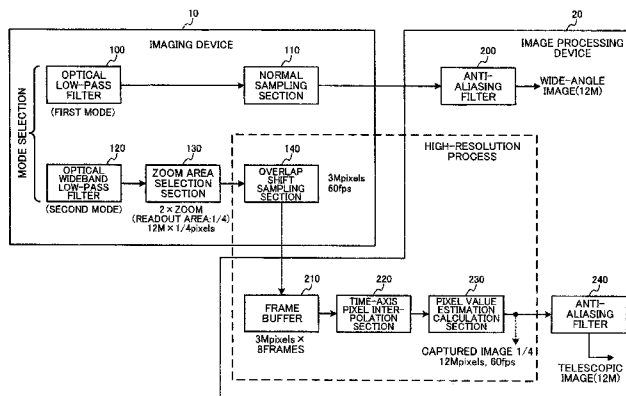 10
20
IMAGING DEVICE
IMAGE PROCESSING
DEVICE
MODE SELECTION
100
OPTICAL
LOW-PASS
FILTER
(FIRST MODE)
110
NORMAL
SAMPLING
SECTION
200
ANTI-
ALIASING
FILTER
WIDE-ANGLE
IMAGE(12M)
HIGH-RESOLUTION
PROCESS
120
OPTICAL
WIDEBAND
LOW-PASS
FILTER
(SECOND MODE)
130
ZOOM AREA
SELECTION
SECTION
2×ZOOM
(READOUT AREA:1/4)
12M×1/4pixels
140
OVERLAP
SHIFT
SAMPLING
SECTION
3Mpixels
60fps
210
FRAME
BUFFER
3Mpixels×
8FRAMES
220
TIME-AXIS
PIXEL INTER-
POLATION
SECTION
230
PIXEL VALUE
ESTIMATION
CALCULATION
SECTION
CAPTURED IMAGE 1/4
12Mpixels, 60fps
240
ANTI-
ALIASING
FILTER
TELESCOPIC
IMAGE(12M)